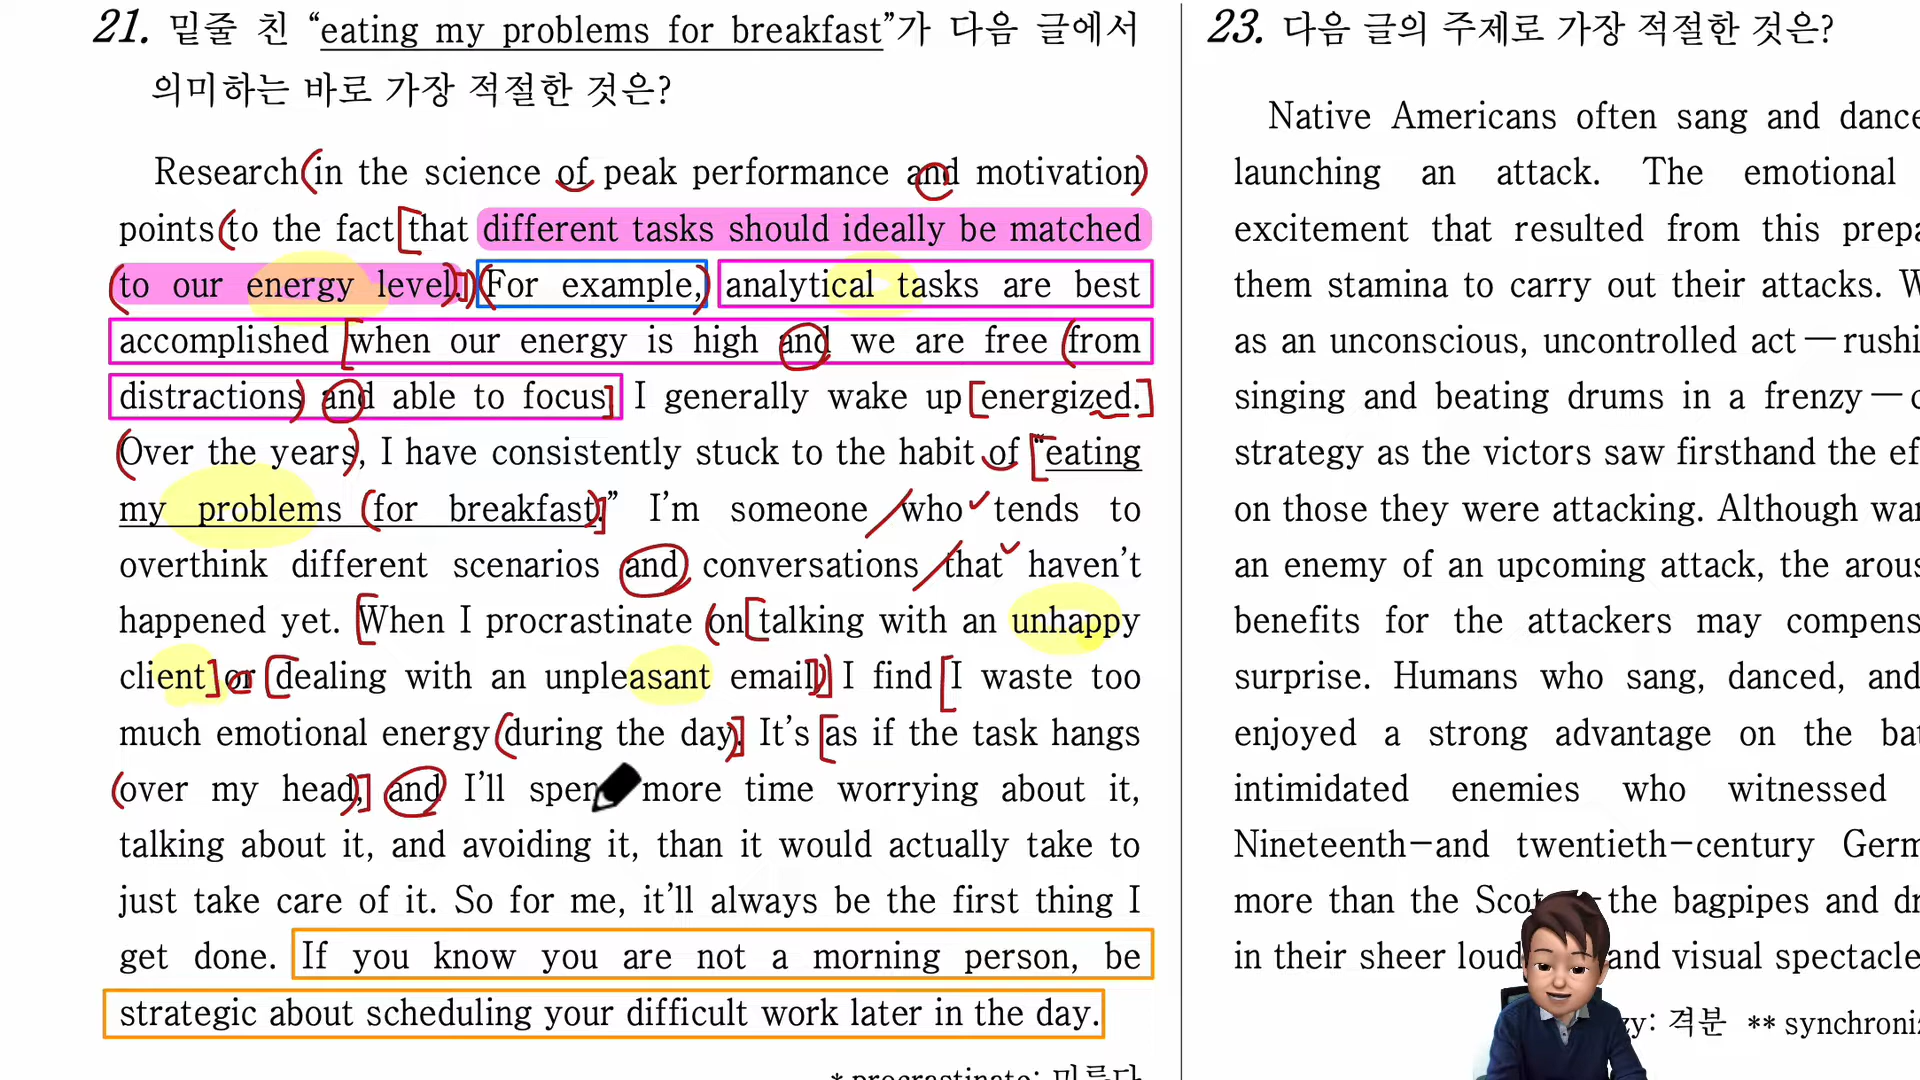 21. 밑줄 친 “eating my problems for breakfast”가 다음 글에서
의미하는 바로 가장 적절한 것은?
Research in the science of peak performance and motivation
points to the fact that different tasks should ideally be matched
to our energy level. For example, analytical tasks are best
accomplished when our energy is high and we are free from
distractions and able to focus. I generally wake up energized.
Over the years, I have consistently stuck to the habit of “eating
my problems for breakfast.” I’m someone who tends to
overthink different scenarios and conversations that haven’t
happened yet. When I procrastinate on talking with an unhappy
client or dealing with an unpleasant email, I find I waste too
much emotional energy during the day. It’s as if the task hangs
over my head, and I’ll spend more time worrying about it,
talking about it, and avoiding it, than it would actually take to
just take care of it. So for me, it’ll always be the first thing I
get done. If you know you are not a morning person, be
strategic about scheduling your difficult work later in the day.
* procrastinate: 미루다
23. 다음 글의 주제로 가장 적절한 것은?
Native Americans often sang and
launching an attack. The emotional
excitement that resulted from this
them stamina to carry out their attacks.
as an unconscious, uncontrolled act—
singing and beating drums in a frenzy—
strategy as the victors saw firsthand the
on those they were attacking. Although
an enemy of an upcoming attack, the
benefits for the attackers may
surprise. Humans who sang, danced, and
enjoyed a strong advantage on the
intimidated enemies who witnessed
Nineteenth-and twentieth-century
more than the the bagpipes and
in their sheer and visual spectacle
격분 **